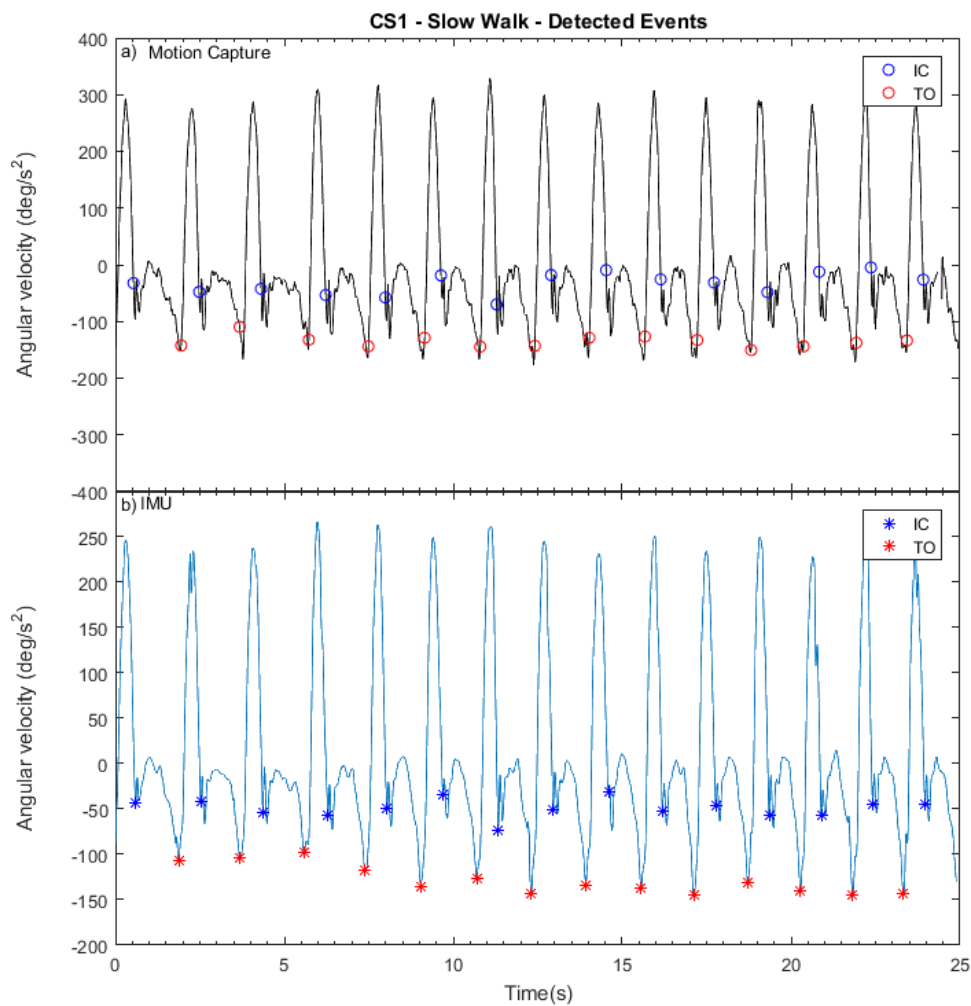 CS1 - Slow Walk - Detected Events
a) Motion Capture
IC
TO
400
300
200
100
0
-100
-200
-300
-400
Angular velocity (deg/s²)
b) IMU
IC
TO
250
200
150
100
50
0
-50
-100
-150
-200
Angular velocity (deg/s²)
0 5 10 15 20 25
Time(s)